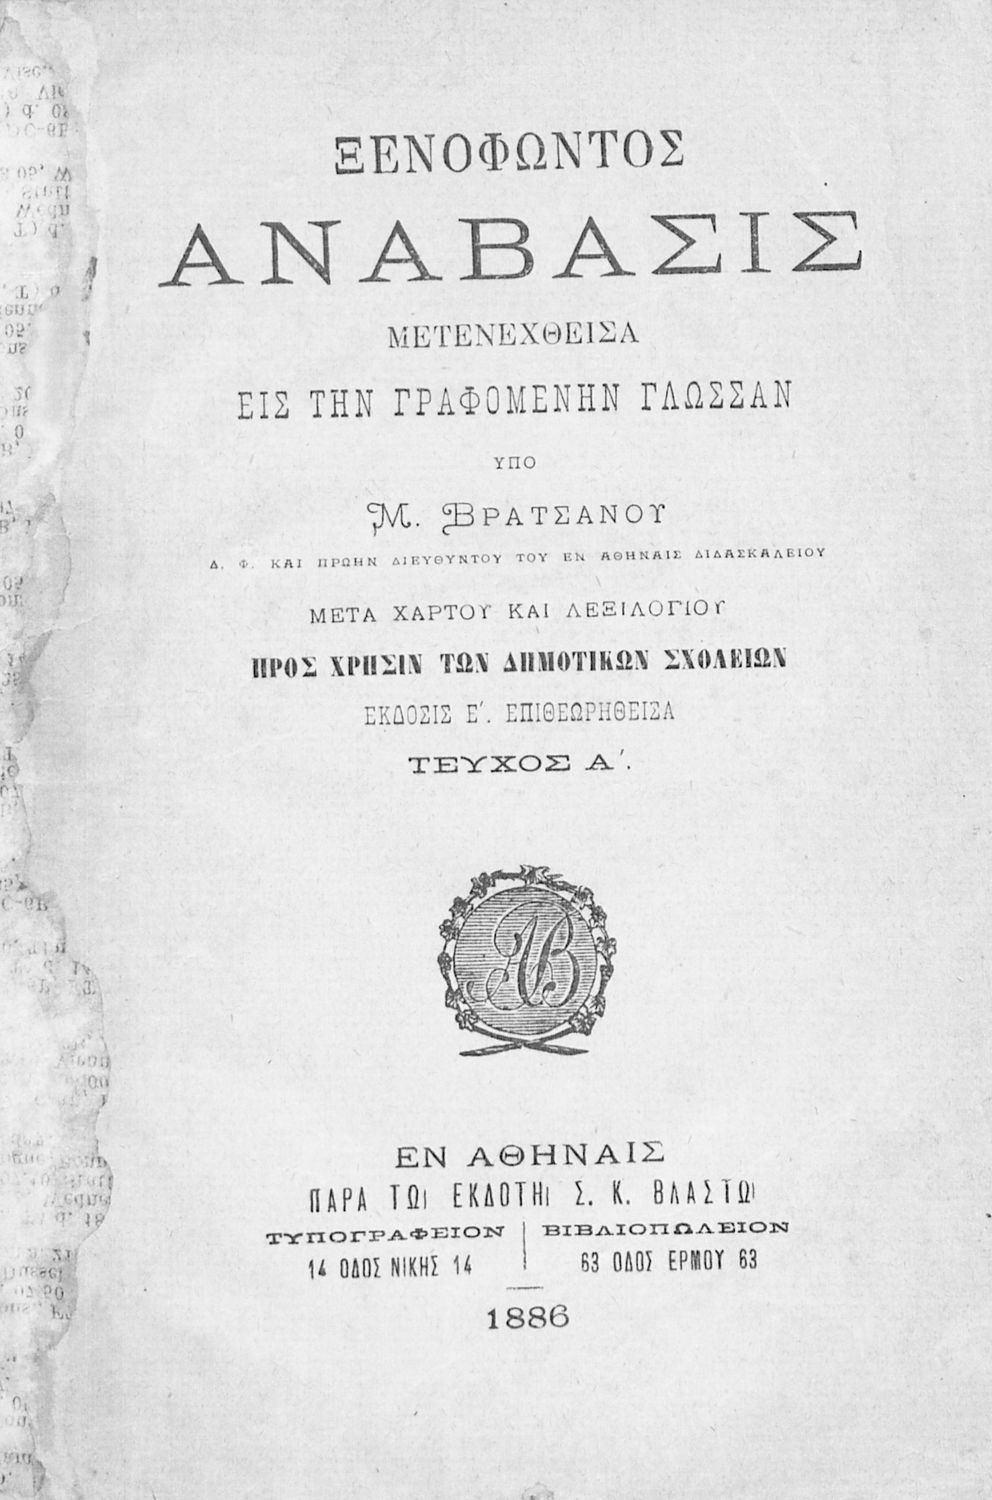 ΞΕΝΟΦΩΝΤΟΣ
ΑΝΑΒΑΣΙΣ
ΜΕΤΕΝΕΧΘΕΙΣΑ
ΕΙΣ ΤΗΝ ΓΡΑΦΟΜΕΝΗΝ ΓΛΩΣΣΑΝ
ΥΠΟ
Μ. ΒΡΑΤΣΑΝΟΥ
Δ. Φ. ΚΑΙ ΠΡΩΗΝ ΔΙΕΥΘΥΝΤΟΥ ΤΟΥ ΕΝ ΑΘΗΝΑΙΣ ΔΙΔΑΣΚΑΛΕΙΟΥ
ΜΕΤΑ ΧΑΡΤΟΥ ΚΑΙ ΛΕΞΙΛΟΓΙΟΥ
ΠΡΟΣ ΧΡΗΣΙΝ ΤΩΝ ΔΗΜΟΤΙΚΩΝ ΣΧΟΛΕΙΩΝ
ΕΚΔΟΣΙΣ Ε΄. ΕΠΙΘΕΩΡΗΘΕΙΣΑ
ΤΕΥΧΟΣ Α΄.
ΕΝ ΑΘΗΝΑΙΣ
ΠΑΡΑ ΤΩΙ ΕΚΔΟΤΗΙ Σ. Κ. ΒΛΑΣΤΩΙ
ΤΥΠΟΓΡΑΦΕΙΟΝ | ΒΙΒΛΙΟΠΩΛΕΙΟΝ
14 ΟΔΟΣ ΝΙΚΗΣ 14 | 63 ΟΔΟΣ ΕΡΜΟΥ 63
1886